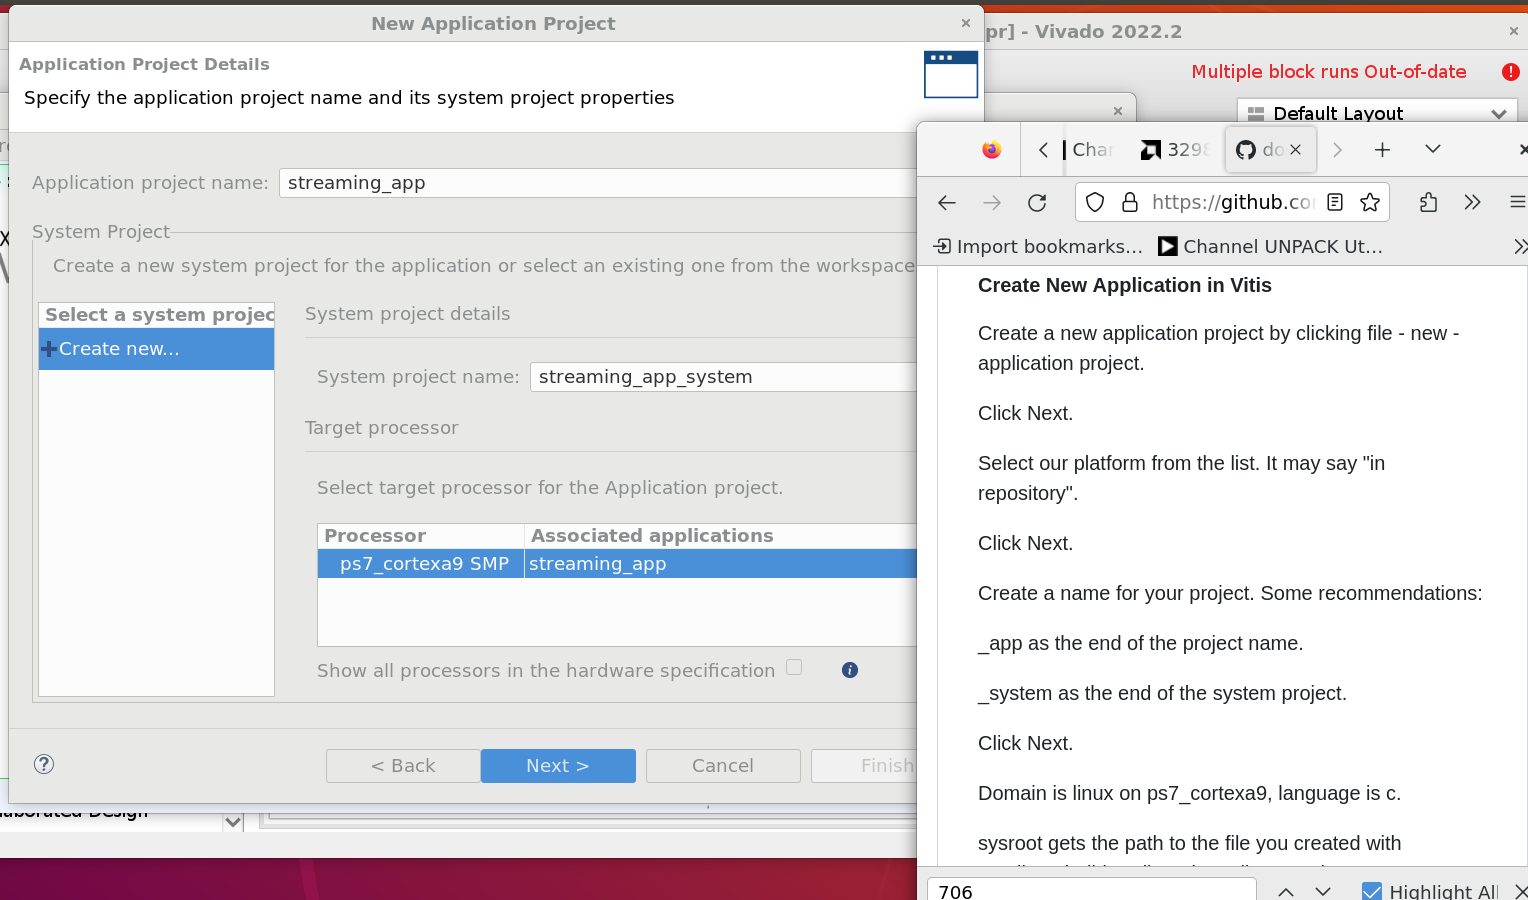 New Application Project
pr] - Vivado 2022.2
Application Project Details
Specify the application project name and its system project properties
Multiple block runs Out-of-date
Default Layout
Application project name: streaming_app
System Project
Create a new system project for the application or select an existing one from the workspace
Select a system projec
Create new...
System project details
System project name: streaming_app_system
Target processor
Select target processor for the Application project.
Processor Associated applications
ps7_cortexa9 SMP streaming_app
Show all processors in the hardware specification
< Back Next > Cancel Finish
Char 3298 do
https://github.co
Import bookmarks... Channel UNPACK Ut...
Create New Application in Vitis
Create a new application project by clicking file - new -
application project.
Click Next.
Select our platform from the list. It may say "in
repository".
Click Next.
Create a name for your project. Some recommendations:
_app as the end of the project name.
_system as the end of the system project.
Click Next.
Domain is linux on ps7_cortexa9, language is c.
sysroot gets the path to the file you created with
706 Highlight All